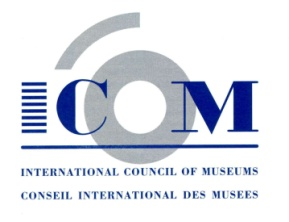 ICOM
INTERNATIONAL COUNCIL OF MUSEUMS
CONSEIL INTERNATIONAL DES MUSEES